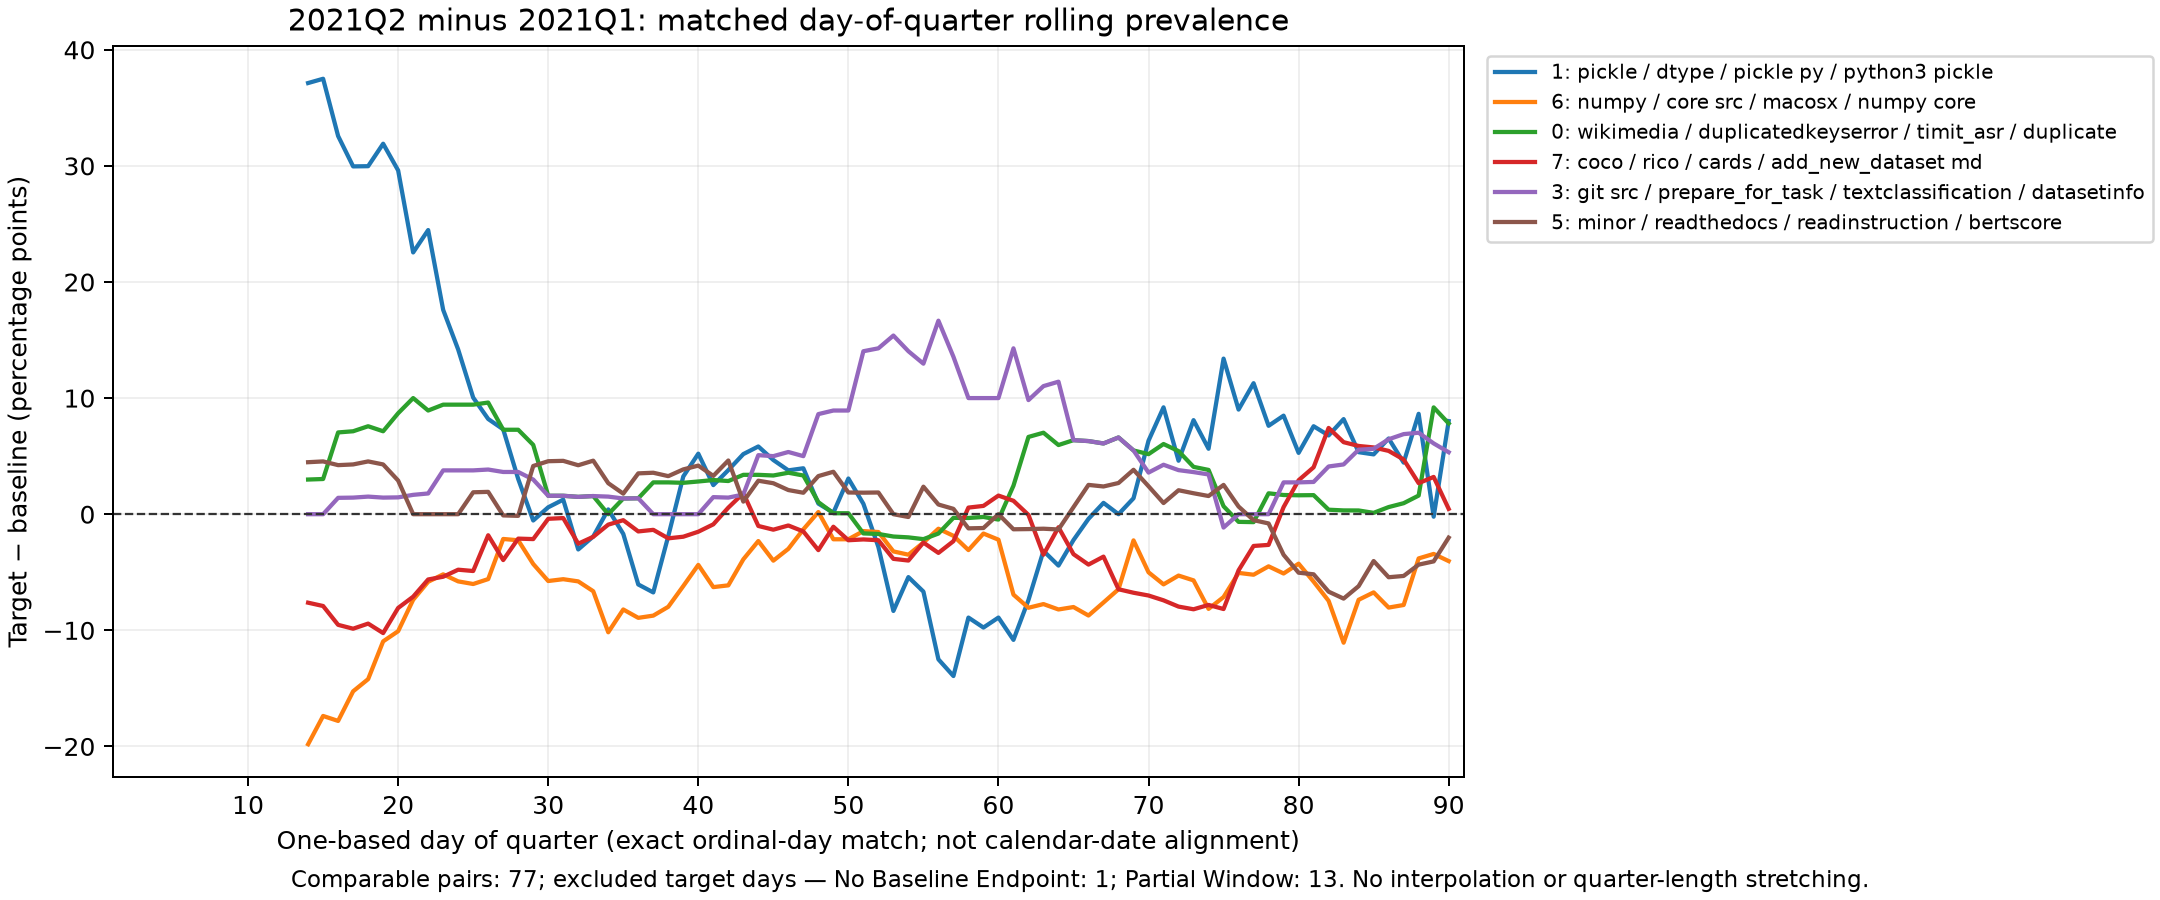 2021Q2 minus 2021Q1: matched day-of-quarter rolling prevalence
40
30
20
10
0
−10
−20
Target − baseline (percentage points)
10 20 30 40 50 60 70 80 90
One-based day of quarter (exact ordinal-day match; not calendar-date alignment)
Comparable pairs: 77; excluded target days — No Baseline Endpoint: 1; Partial Window: 13. No interpolation or quarter-length stretching.
1: pickle / dtype / pickle py / python3 pickle
6: numpy / core src / macosx / numpy core
0: wikimedia / duplicatedkeyserror / timit_asr / duplicate
7: coco / rico / cards / add_new_dataset md
3: git src / prepare_for_task / textclassification / datasetinfo
5: minor / readthedocs / readinstruction / bertscore